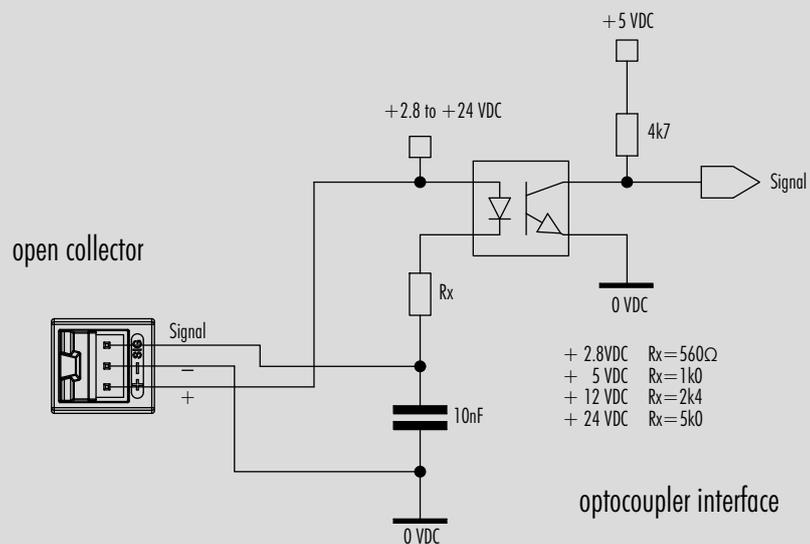 +5 VDC
+2.8 to +24 VDC
4k7
Signal
open collector
0 VDC
Rx
Signal
SIG
−
+
−
+
+ 2.8VDC Rx=560Ω
+ 5 VDC Rx=1k0
+ 12 VDC Rx=2k4
+ 24 VDC Rx=5k0
10nF
optocoupler interface
0 VDC